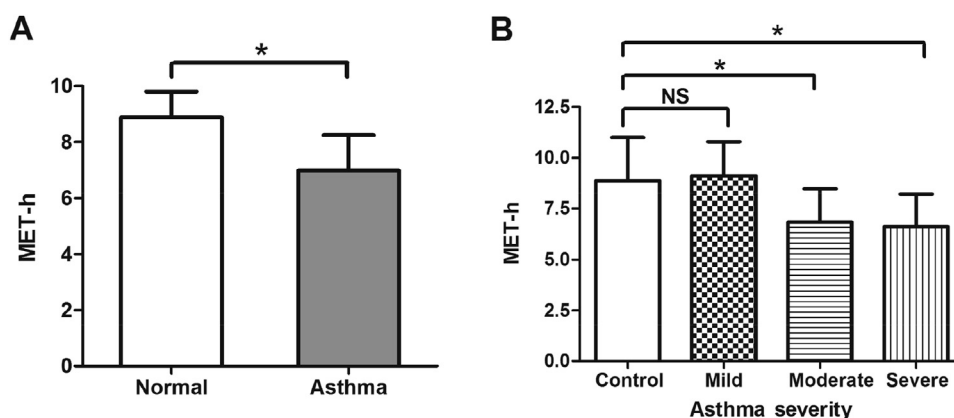 A
*
10
8
6
4
2
0
MET-h
Normal Asthma
B
*
*
NS
12.5
10.0
7.5
5.0
2.5
0.0
MET-h
Control Mild Moderate Severe
Asthma severity